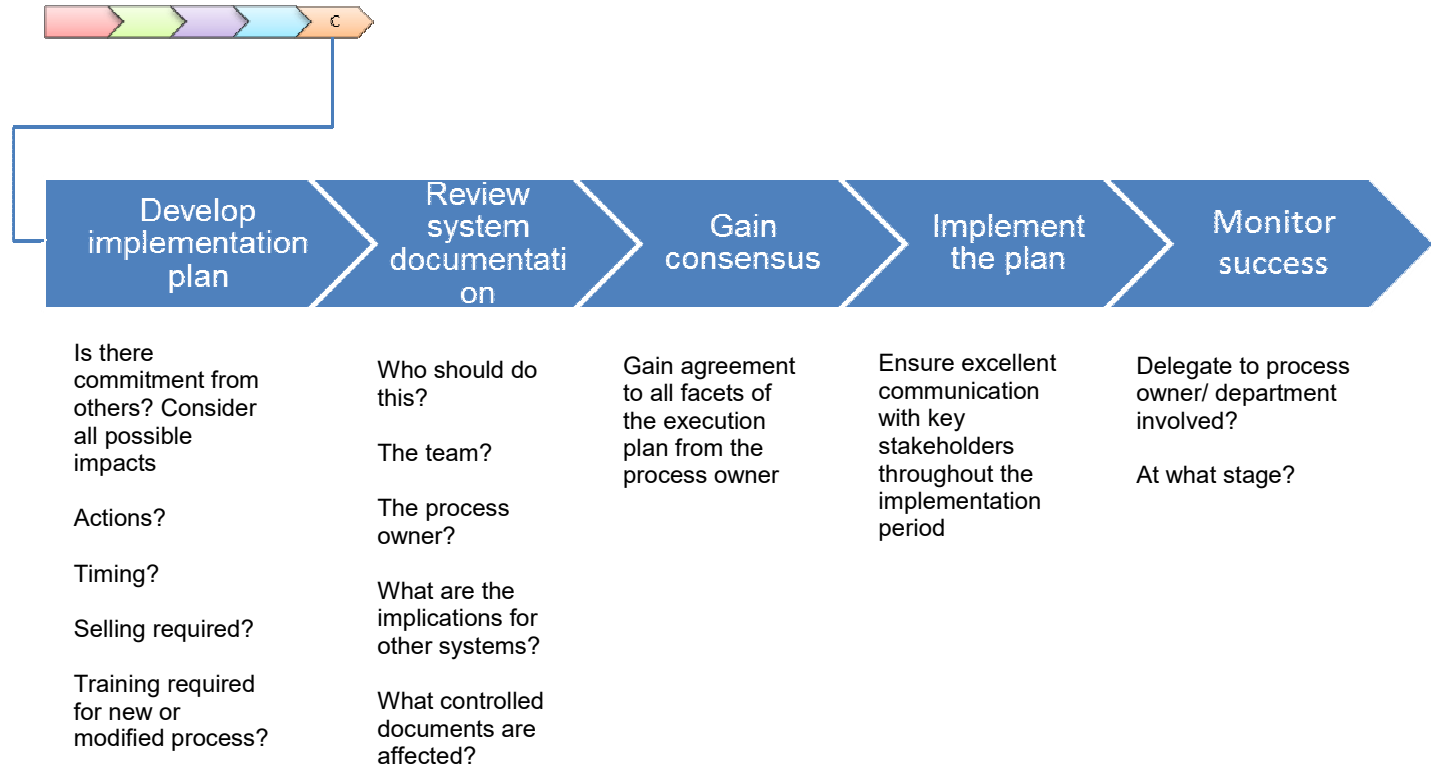 C
Develop
implementation
plan
Review
system
documentati
on
Gain
consensus
Implement
the plan
Monitor
success
Is there
commitment from
others? Consider
all possible
impacts
Actions?
Timing?
Selling required?
Training required
for new or
modified process?
Who should do
this?
The team?
The process
owner?
What are the
implications for
other systems?
What controlled
documents are
affected?
Gain agreement
to all facets of
the execution
plan from the
process owner
Ensure excellent
communication
with key
stakeholders
throughout the
implementation
period
Delegate to process
owner/ department
involved?
At what stage?